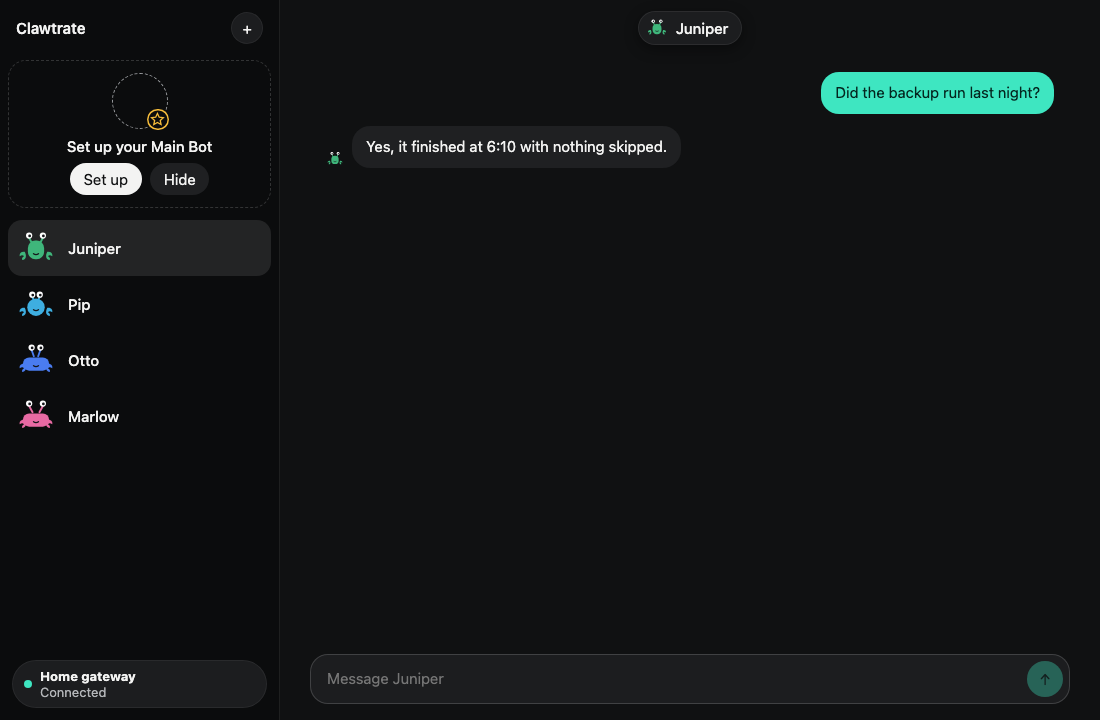 Clawtrate
+
Set up your Main Bot
Set up
Hide
Juniper
Pip
Otto
Marlow
Home gateway
Connected
Juniper
Did the backup run last night?
Yes, it finished at 6:10 with nothing skipped.
Message Juniper